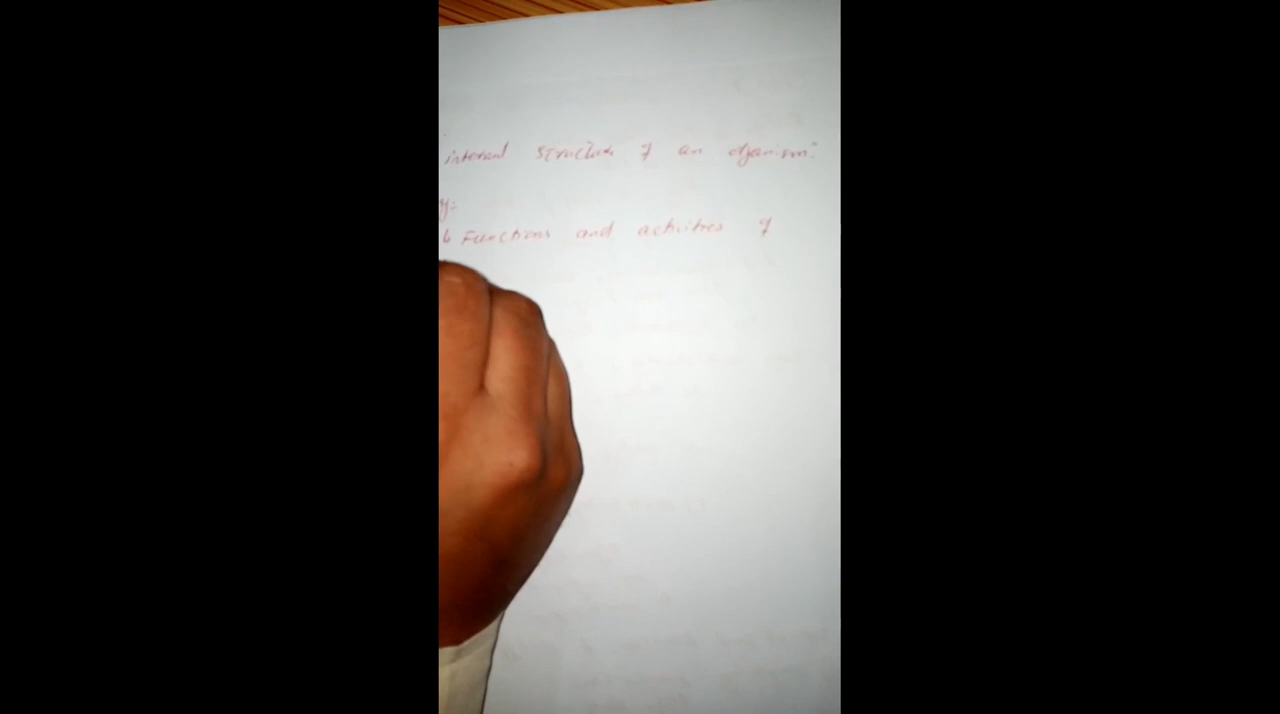 internal structure of an organism."
y:-
Functions and activities of